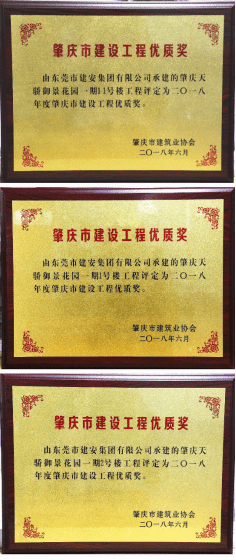 肇庆市建设工程优质奖
由东莞市建安集团有限公司承建的肇庆天
骄御景花园一期11号楼工程评定为二〇一八
年度肇庆市建设工程优质奖。
肇庆市建筑业协会
二〇一八年六月
肇庆市建设工程优质奖
由东莞市建安集团有限公司承建的肇庆天
骄御景花园一期1号楼工程评定为二〇一八
年度肇庆市建设工程优质奖。
肇庆市建筑业协会
二〇一八年六月
肇庆市建设工程优质奖
由东莞市建安集团有限公司承建的肇庆天
骄御景花园一期2号楼工程评定为二〇一八
年度肇庆市建设工程优质奖。
肇庆市建筑业协会
二〇一八年六月